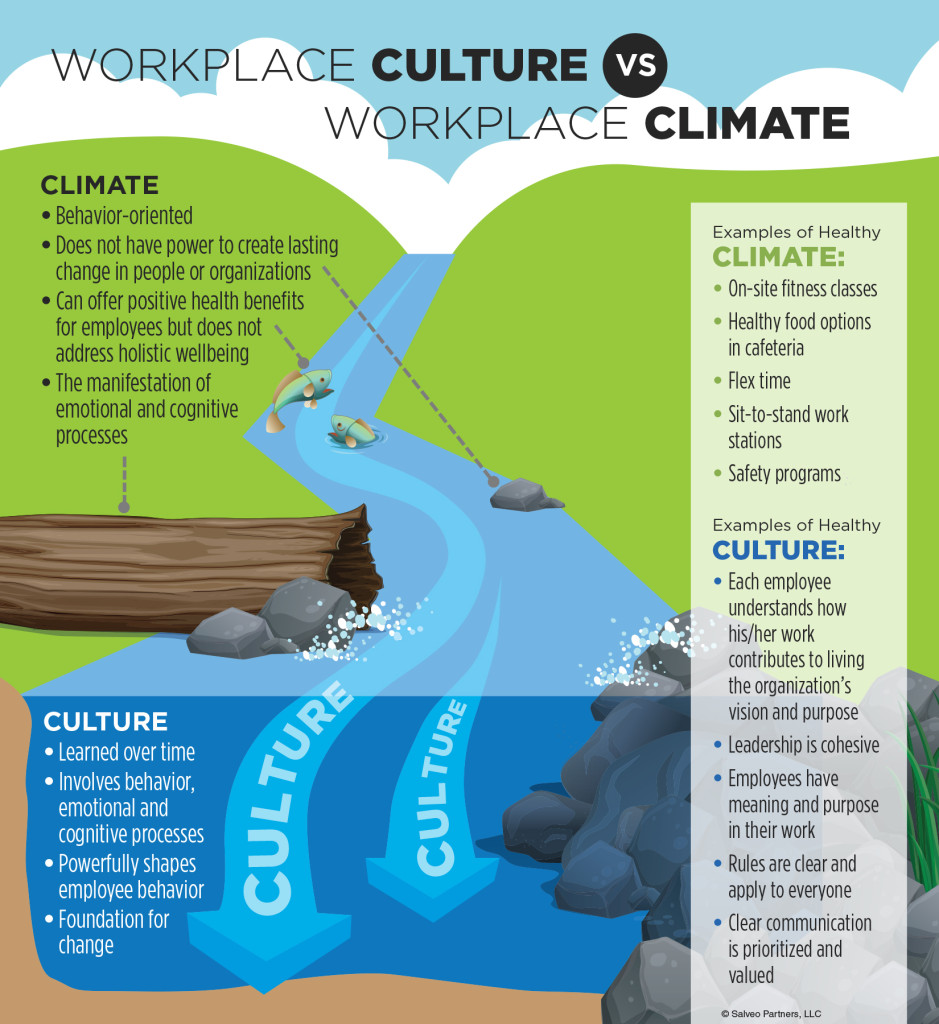 WORKPLACE CULTURE VS
WORKPLACE CLIMATE
CLIMATE
• Behavior-oriented
• Does not have power to create lasting
change in people or organizations
• Can offer positive health benefits
for employees but does not
address holistic wellbeing
• The manifestation of
emotional and cognitive
processes
CULTURE
• Learned over time
• Involves behavior,
emotional and
cognitive processes
• Powerfully shapes
employee behavior
• Foundation for
change
CULTURE
CULTURE
Examples of Healthy
CLIMATE:
• On-site fitness classes
• Healthy food options
in cafeteria
• Flex time
• Sit-to-stand work
stations
• Safety programs
Examples of Healthy
CULTURE:
• Each employee
understands how
his/her work
contributes to living
the organization's
vision and purpose
• Leadership is cohesive
• Employees have
meaning and purpose
in their work
• Rules are clear and
apply to everyone
• Clear communication
is prioritized and
valued
© Salveo Partners, LLC